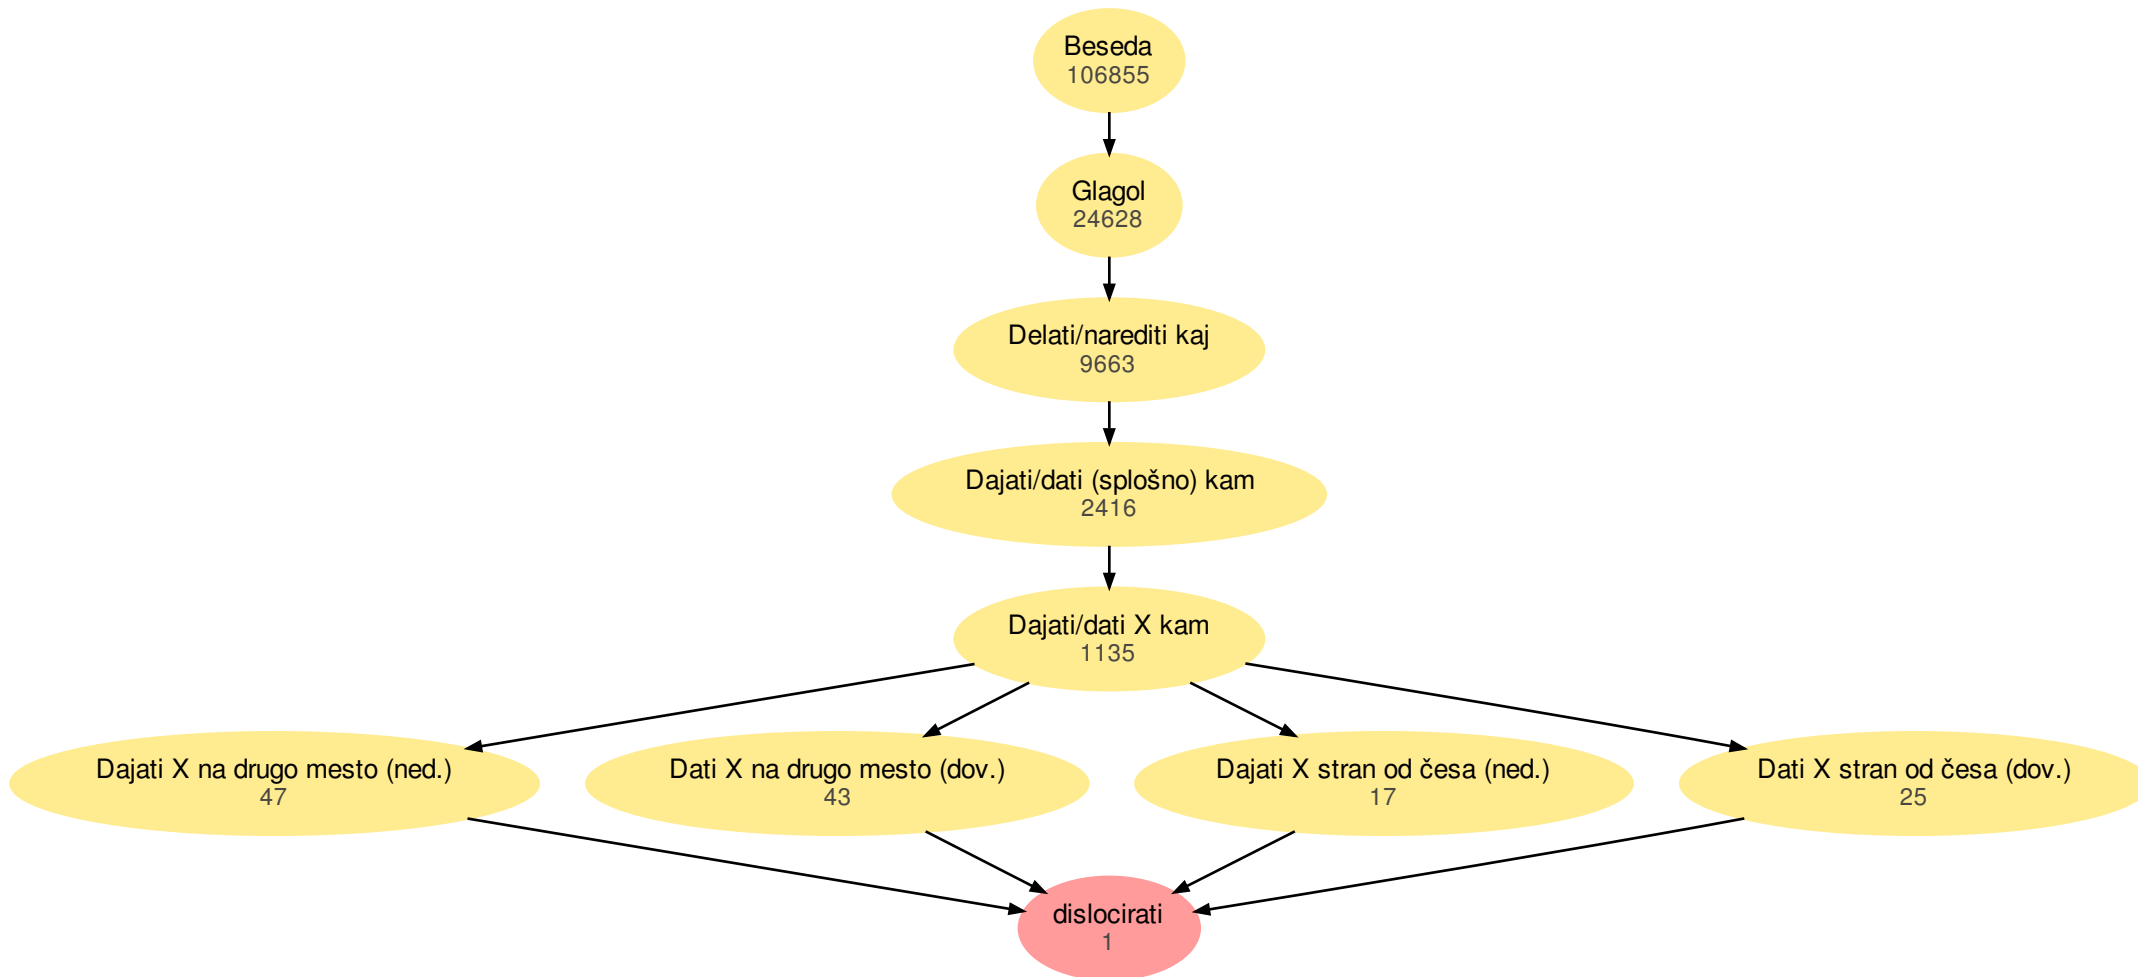 Beseda
106855
Glagol
24628
Delati/narediti kaj
9663
Dajati/dati (splošno) kam
2416
Dajati/dati X kam
1135
Dajati X na drugo mesto (ned.)
47
Dati X na drugo mesto (dov.)
43
Dajati X stran od česa (ned.)
17
Dati X stran od česa (dov.)
25
dislocirati
1